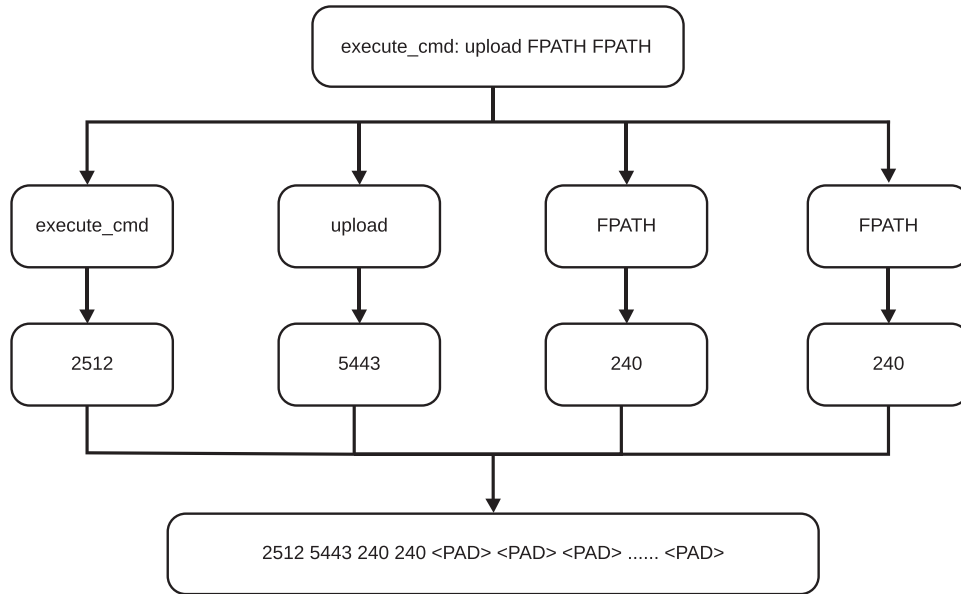 execute_cmd: upload FPATH FPATH
execute_cmd
upload
FPATH
FPATH
2512
5443
240
240
2512 5443 240 240 <PAD> <PAD> <PAD> ...... <PAD>